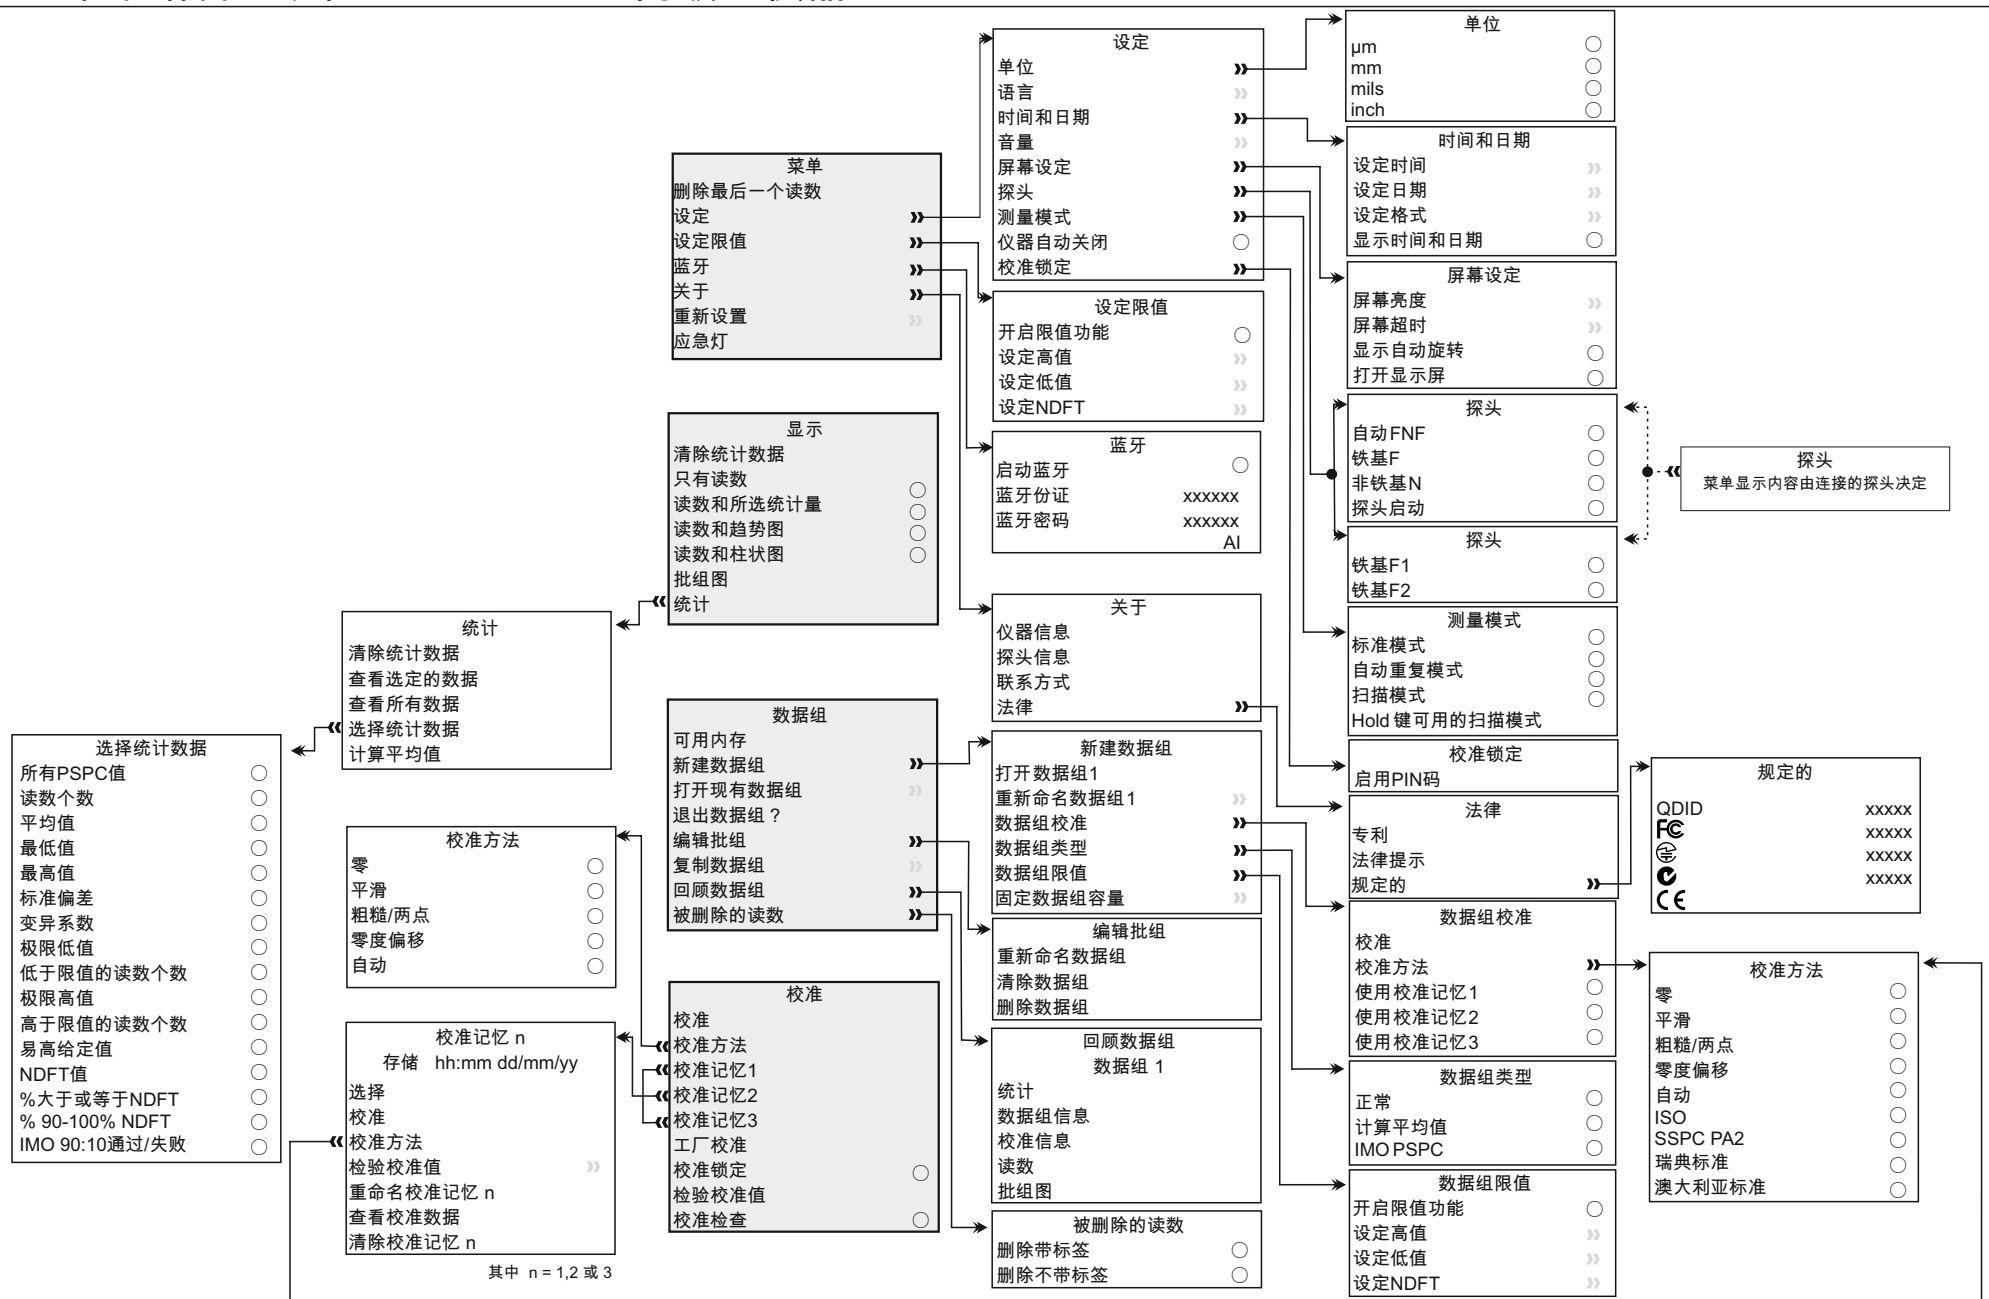 单位
µm
mm
mils
inch
设定
单位
语言
时间和日期
音量
屏幕设定
探头
测量模式
仪器自动关闭
校准锁定
时间和日期
设定时间
设定日期
设定格式
显示时间和日期
菜单
删除最后一个读数
设定
设定限值
蓝牙
关于
重新设置
应急灯
屏幕设定
屏幕亮度
屏幕超时
显示自动旋转
打开显示屏
设定限值
开启限值功能
设定高值
设定低值
设定NDFT
探头
自动FNF
铁基F
非铁基N
探头启动
探头
菜单显示内容由连接的探头决定
显示
清除统计数据
只有读数
读数和所选统计量
读数和趋势图
读数和柱状图
批组图
统计
蓝牙
启动蓝牙
蓝牙份证 xxxxxx
蓝牙密码 xxxxxx
AI
探头
铁基F1
铁基F2
统计
清除统计数据
查看选定的数据
查看所有数据
选择统计数据
计算平均值
关于
仪器信息
探头信息
联系方式
法律
测量模式
标准模式
自动重复模式
扫描模式
Hold 键可用的扫描模式
选择统计数据
所有PSPC值
读数个数
平均值
最低值
最高值
标准偏差
变异系数
极限低值
低于限值的读数个数
极限高值
高于限值的读数个数
易高给定值
NDFT值
%大于或等于NDFT
% 90-100% NDFT
IMO 90:10通过/失败
数据组
可用内存
新建数据组
打开现有数据组
退出数据组？
编辑批组
复制数据组
回顾数据组
被删除的读数
新建数据组
打开数据组1
重新命名数据组1
数据组校准
数据组类型
数据组限值
固定数据组容量
校准锁定
启用PIN码
法律
专利
法律提示
规定的
规定的
QDID xxxxx
FC xxxxx
xxxxx
xxxxx
CE
校准方法
零
平滑
粗糙/两点
零度偏移
自动
编辑批组
重新命名数据组
清除数据组
删除数据组
数据组校准
校准
校准方法
使用校准记忆1
使用校准记忆2
使用校准记忆3
校准方法
零
平滑
粗糙/两点
零度偏移
自动
ISO
SSPC PA2
瑞典标准
澳大利亚标准
校准
校准
校准方法
校准记忆1
校准记忆2
校准记忆3
工厂校准
校准锁定
检验校准值
校准检查
校准记忆 n
存储 hh:mm dd/mm/yy
选择
校准
校准方法
检验校准值
重命名校准记忆 n
查看校准数据
清除校准记忆 n
其中 n = 1,2 或 3
回顾数据组
数据组 1
统计
数据组信息
校准信息
读数
批组图
数据组类型
正常
计算平均值
IMO PSPC
被删除的读数
删除带标签
删除不带标签
数据组限值
开启限值功能
设定高值
设定低值
设定NDFT